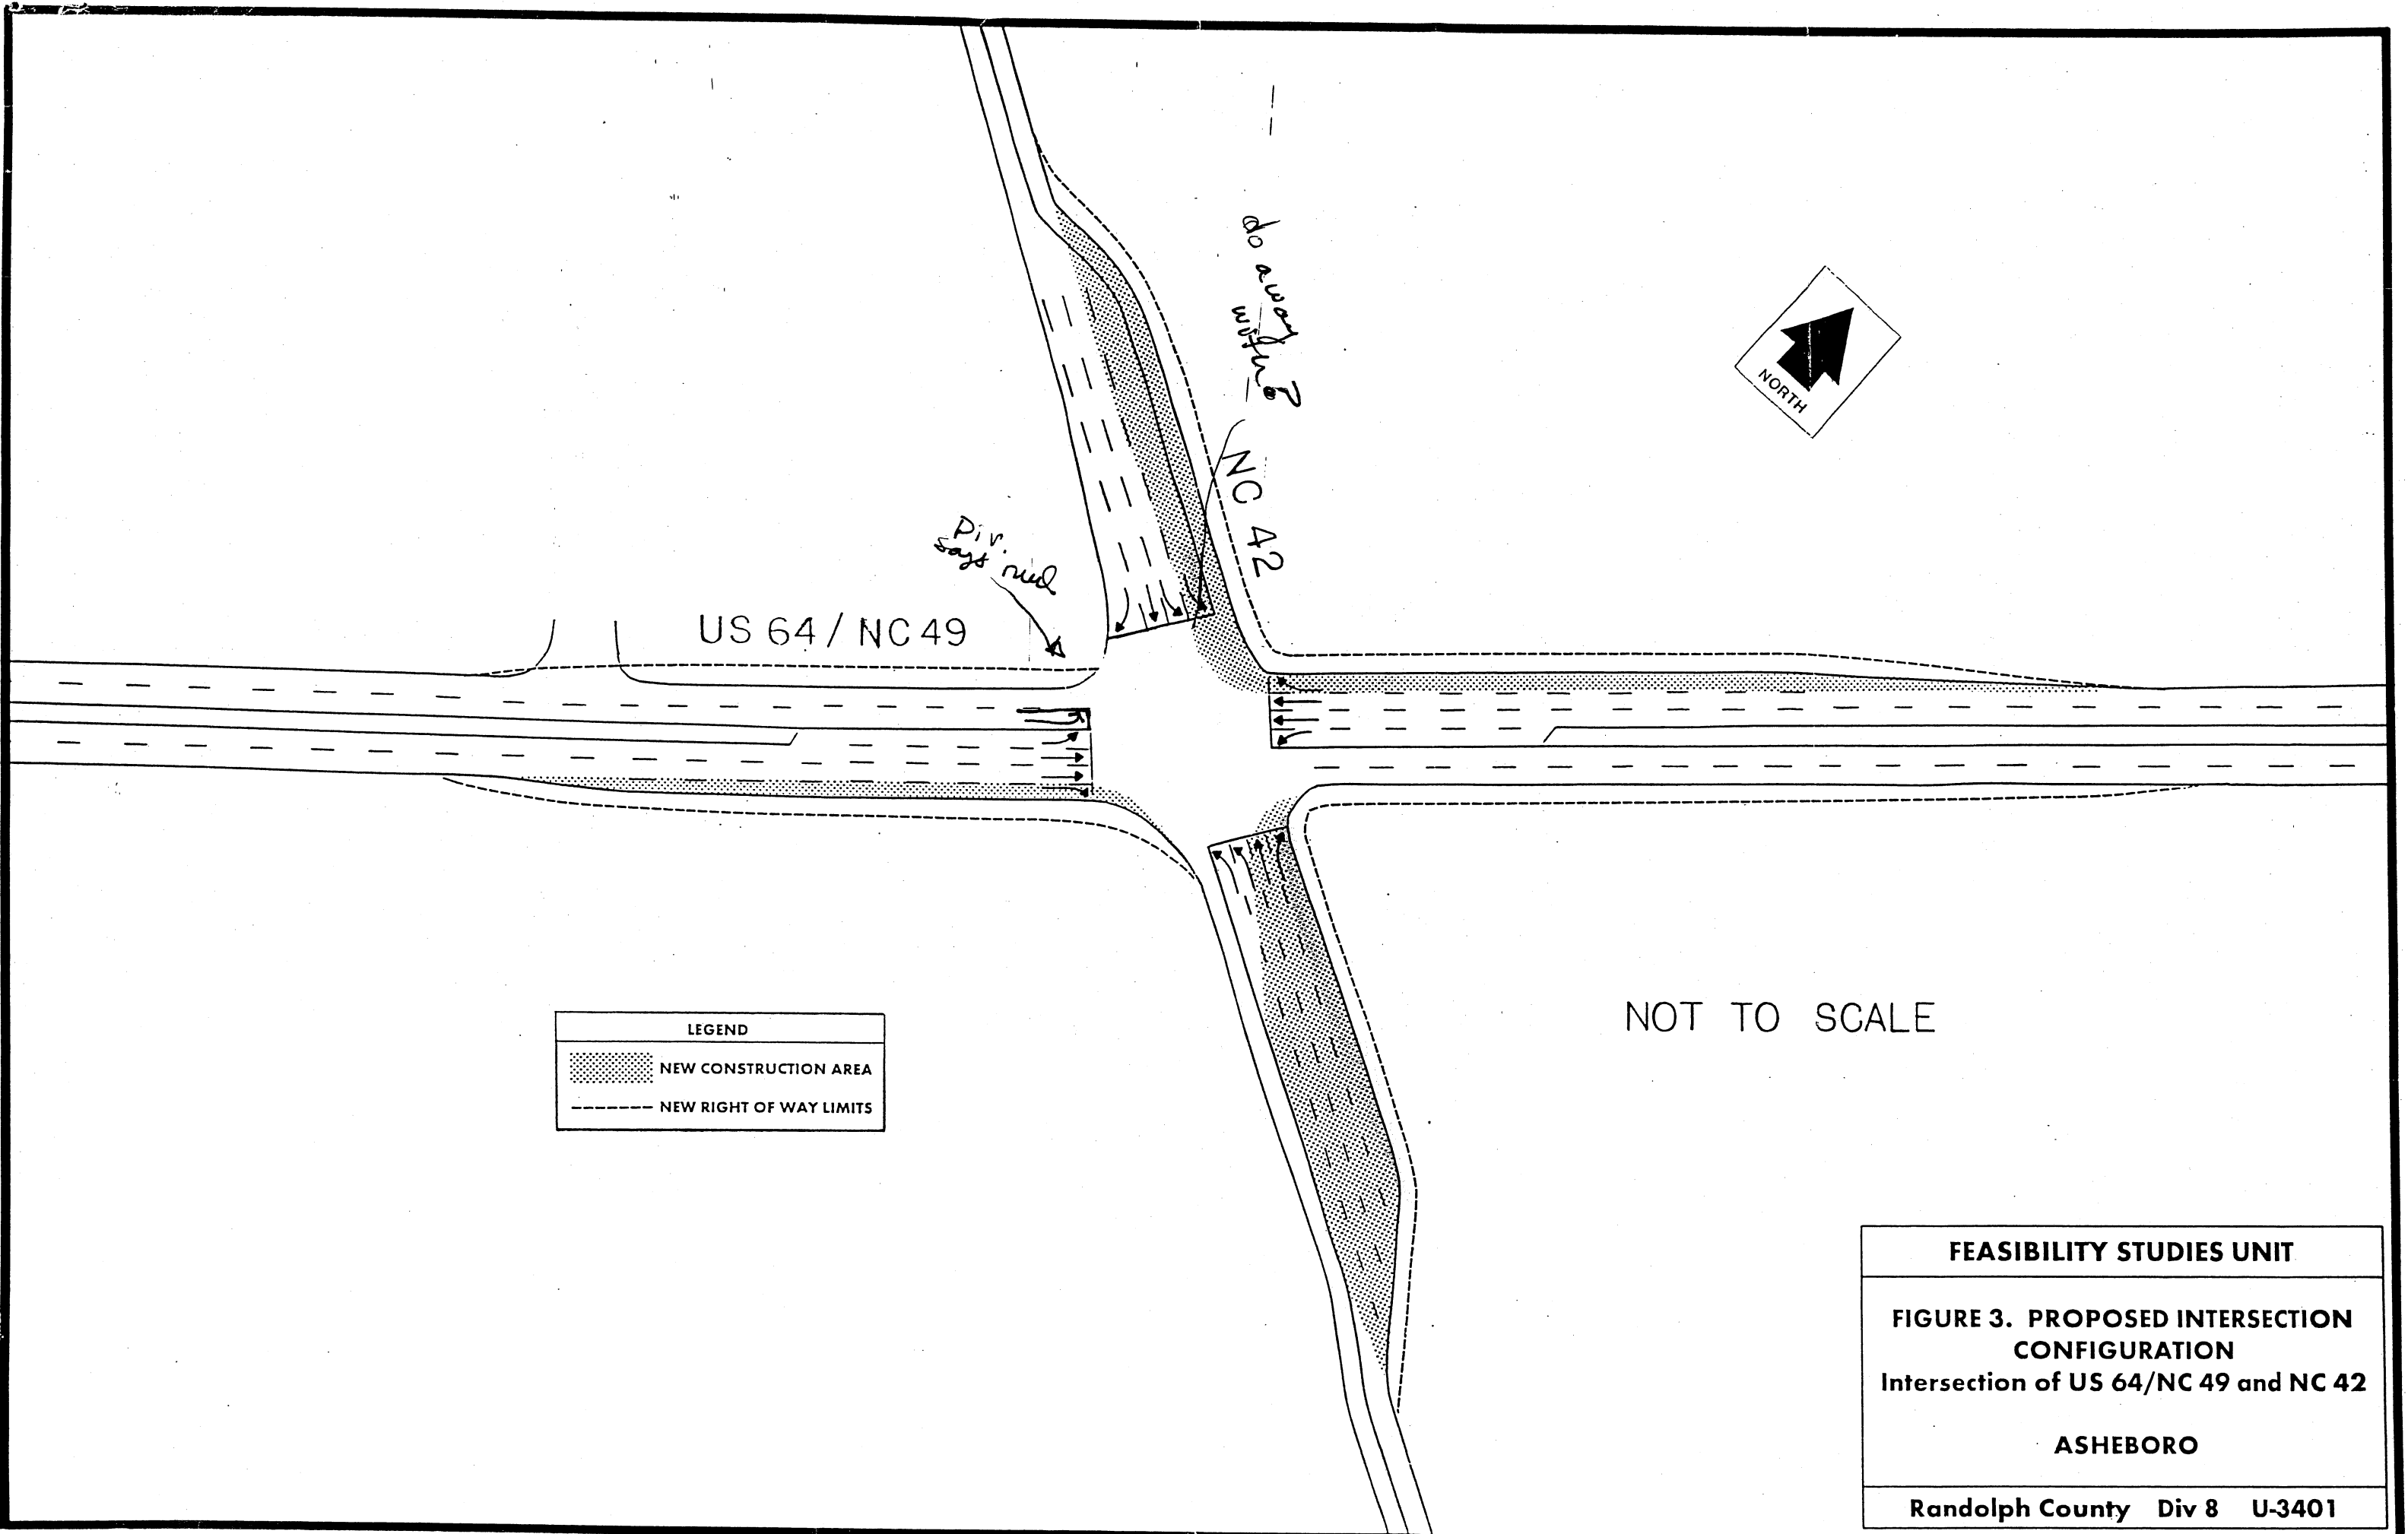 do away
with?
NORTH
NC 42
Div.
says need
US 64 / NC 49
NOT TO SCALE
LEGEND
NEW CONSTRUCTION AREA
NEW RIGHT OF WAY LIMITS
FEASIBILITY STUDIES UNIT
FIGURE 3. PROPOSED INTERSECTION
CONFIGURATION
Intersection of US 64/NC 49 and NC 42
ASHEBORO
Randolph County Div 8 U-3401